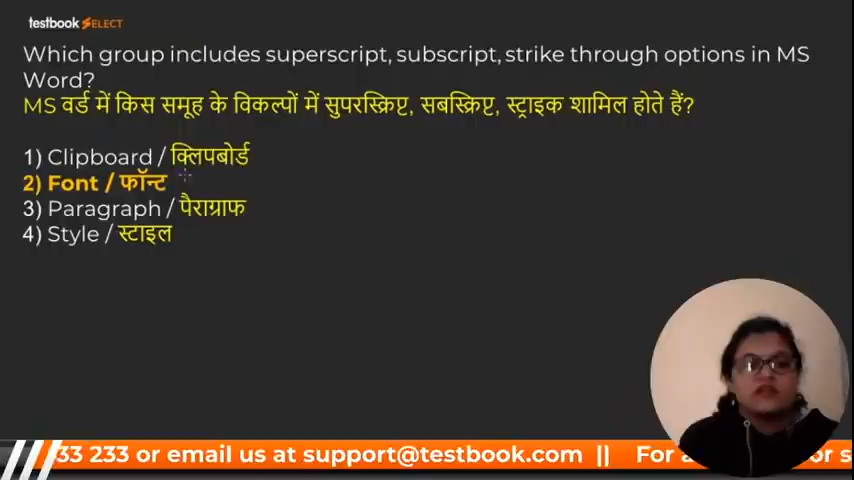 testbook SELECT
Which group includes superscript, subscript, strike through options in MS
Word?
MS वर्ड में किस समूह के विकल्पों में सुपरस्क्रिप्ट, सबस्क्रिप्ट, स्ट्राइक शामिल होते हैं?
1) Clipboard / क्लिपबोर्ड
2) Font / फॉन्ट
3) Paragraph / पैराग्राफ
4) Style / स्टाइल
33 233 or email us at support@testbook.com || For